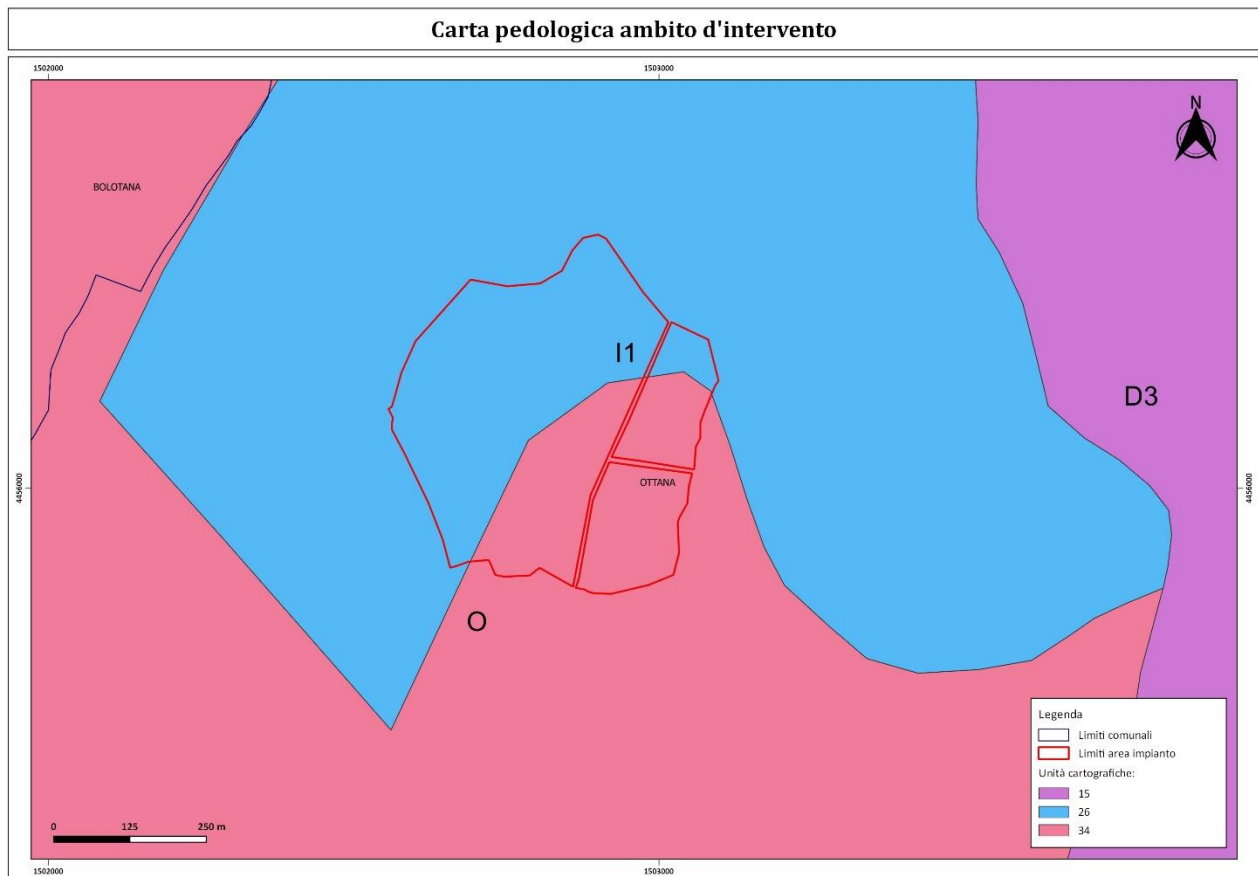 Carta pedologica ambito d'intervento
1502000
1503000
N
BOLOTANA
I1
D3
4456000
OTTANA
4456000
O
Legenda
Limiti comunali
Limiti area impianto
Unità cartografiche:
15
26
34
0 125 250 m
1502000
1503000